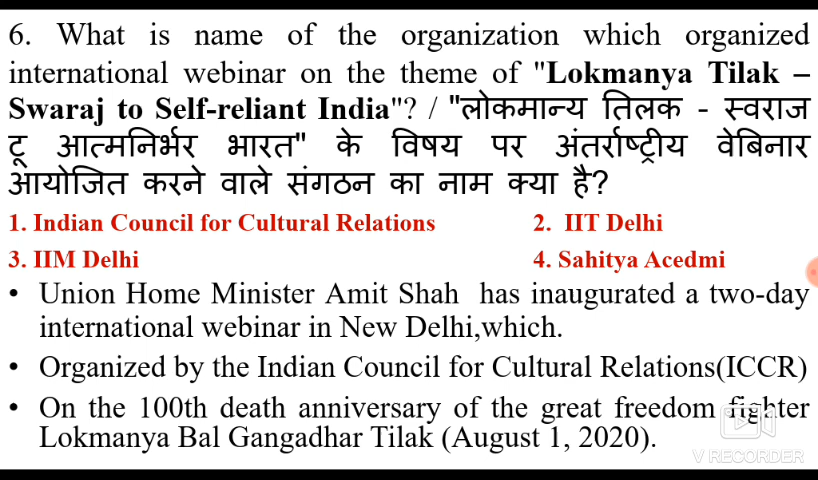 6. What is name of the organization which organized
international webinar on the theme of "Lokmanya Tilak –
Swaraj to Self-reliant India"? / "लोकमान्य तिलक - स्वराज
टू आत्मनिर्भर भारत" के विषय पर अंतर्राष्ट्रीय वेबिनार
आयोजित करने वाले संगठन का नाम क्या है?
1. Indian Council for Cultural Relations 2. IIT Delhi
3. IIM Delhi 4. Sahitya Acedmi
• Union Home Minister Amit Shah has inaugurated a two-day
international webinar in New Delhi,which.
• Organized by the Indian Council for Cultural Relations(ICCR)
• On the 100th death anniversary of the great freedom fighter
Lokmanya Bal Gangadhar Tilak (August 1, 2020).
V RECORDER